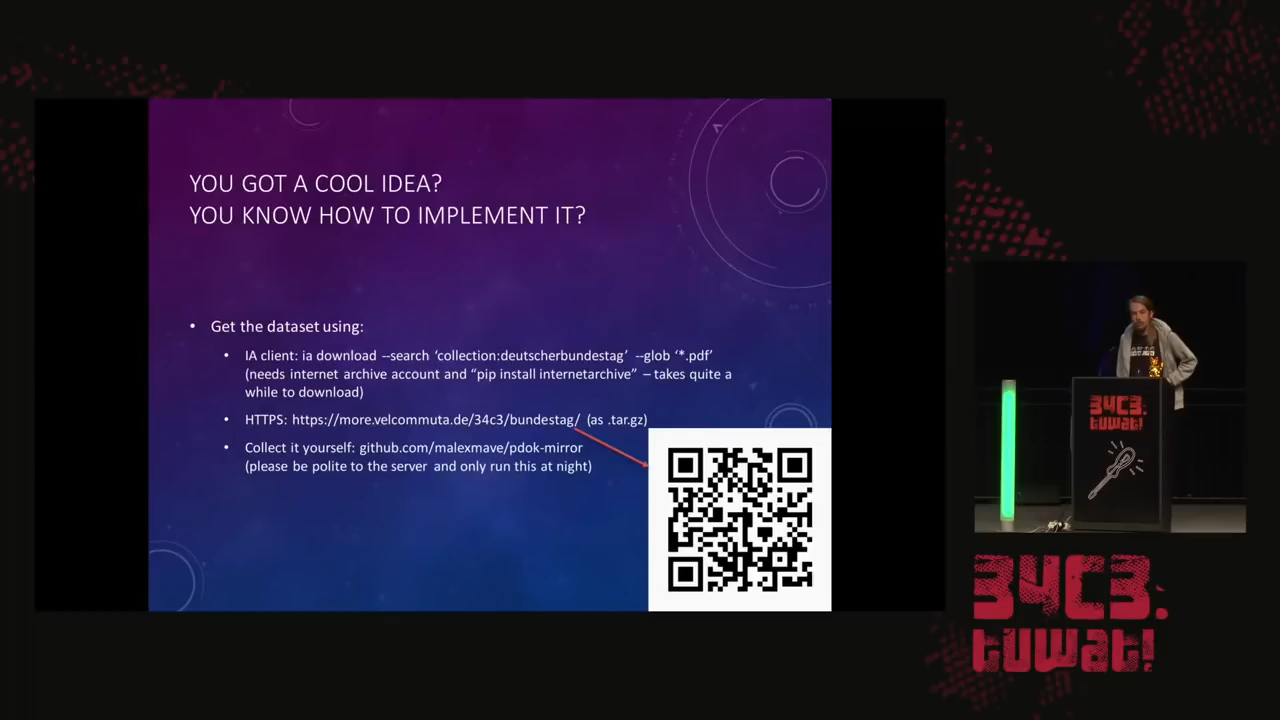 YOU GOT A COOL IDEA?
YOU KNOW HOW TO IMPLEMENT IT?
• Get the dataset using:
• IA client: ia download --search ‘collection:deutscherbundestag’ --glob ‘*.pdf’
(needs internet archive account and “pip install internetarchive” – takes quite a
while to download)
• HTTPS: https://more.velcommuta.de/34c3/bundestag/ (as .tar.gz)
• Collect it yourself: github.com/malexmave/pdok-mirror
(please be polite to the server and only run this at night)
34C3.
tuwat!
34C3.
tuwat!